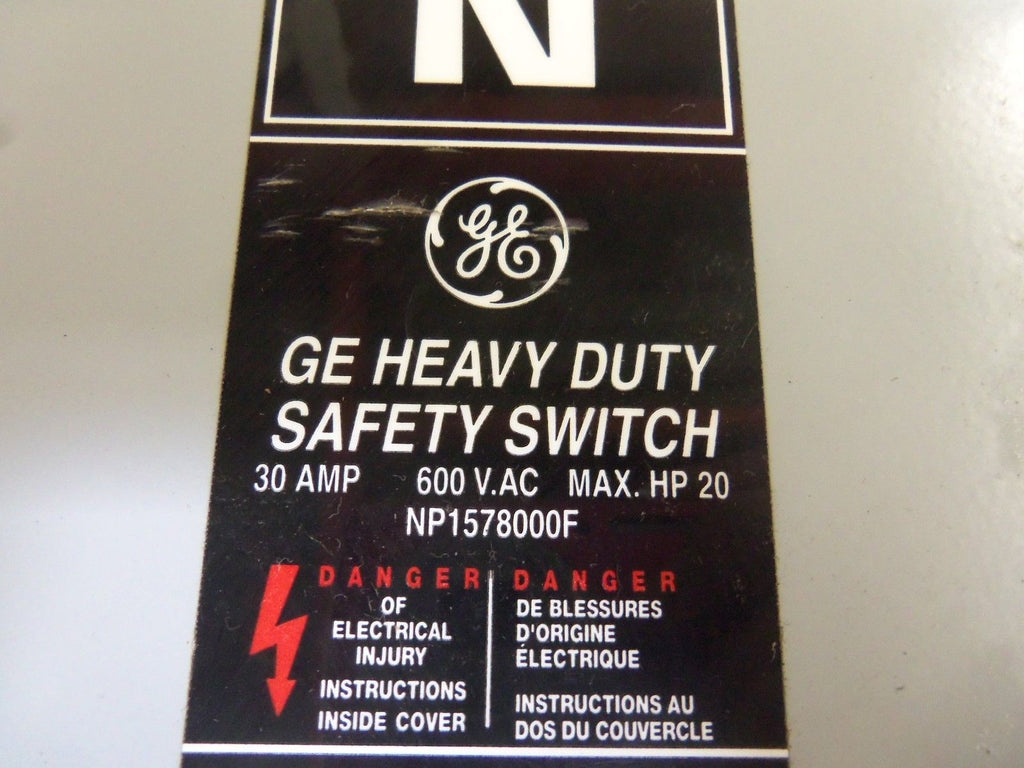 N
GE
GE HEAVY DUTY
SAFETY SWITCH
30 AMP 600 V.AC MAX. HP 20
NP1578000F
DANGER
OF
ELECTRICAL
INJURY
INSTRUCTIONS
INSIDE COVER
DANGER
DE BLESSURES
D'ORIGINE
ÉLECTRIQUE
INSTRUCTIONS AU
DOS DU COUVERCLE